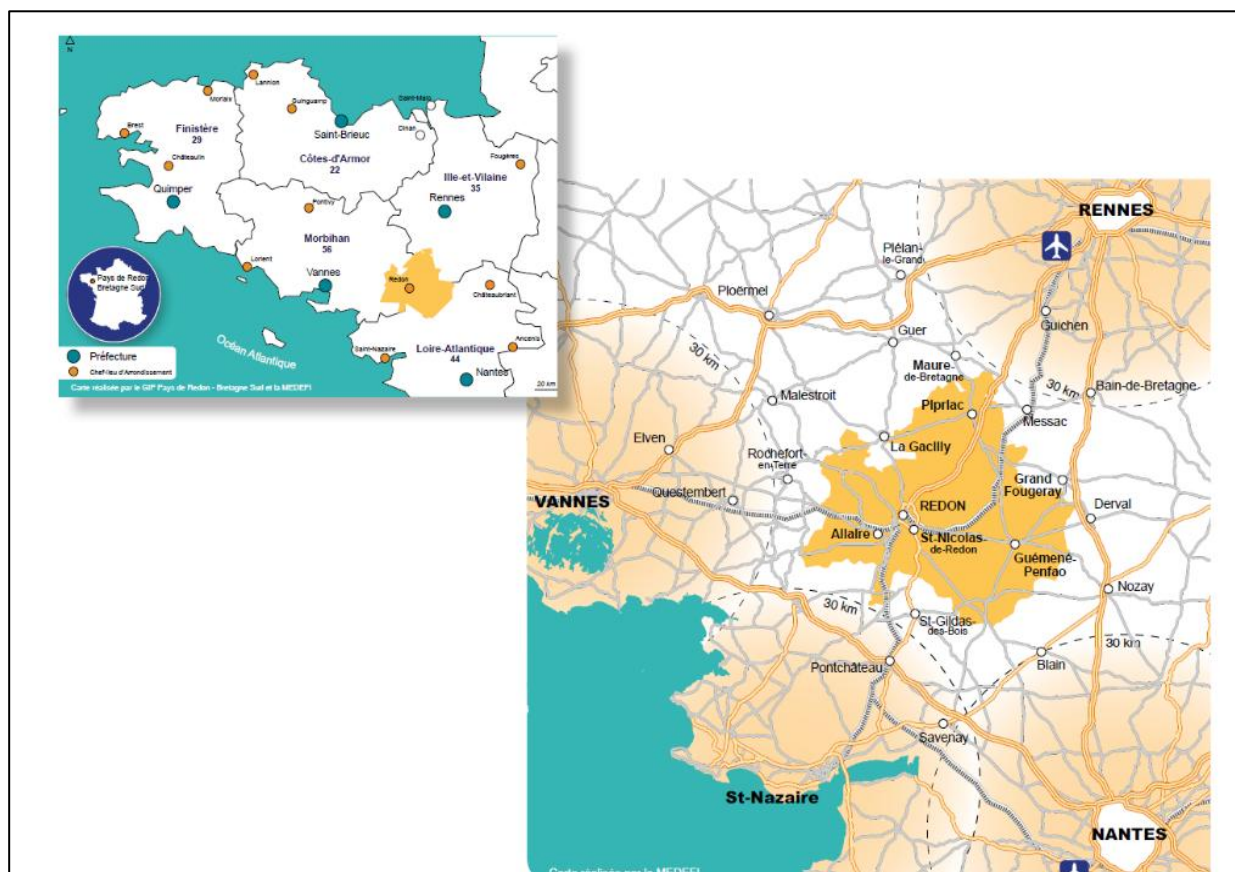 N
Lannion
Morlaix
Guingamp
Saint-Malo
Brest
Finistère
29
Saint-Brieuc
Dinan
Châteaulin
Côtes-d'Armor
22
Fougères
Ille-et-Vilaine
35
Quimper
Rennes
Pontivy
Morbihan
56
Lorient
Vannes
Redon
Châteaubriant
Pays de Redon
Bretagne Sud
Océan Atlantique
Saint-Nazaire
Loire-Atlantique
44
Ancenis
Nantes
Préfecture
Chef-lieu d'Arrondissement
Carte réalisée par le GIP Pays de Redon - Bretagne Sud et la MEDEFI
20 km
RENNES
Plélan-
le-Grand
Ploërmel
Guichen
Guer
30 km
Maure-
de-Bretagne
30 km
Bain-de-Bretagne
Malestroit
Pipriac
Messac
Elven
La Gacilly
Rochefort-
en-Terre
Grand
Fougeray
Questembert
VANNES
REDON
Derval
Allaire
St-Nicolas-
de-Redon
Guémené-
Penfao
Nozay
30 km
St-Gildas-
des-Bois
30 km
Blain
Pontchâteau
Savenay
St-Nazaire
NANTES
Carte réalisée par la MEDEFI